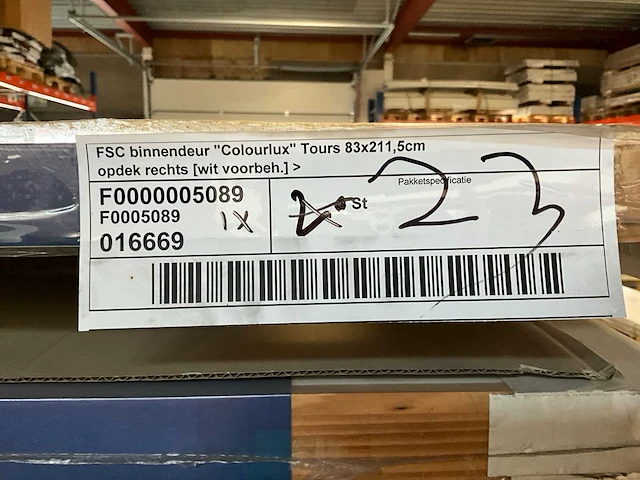 FSC binnendeur "Colourlux" Tours 83x211,5cm
opdek rechts [wit voorbeh.] >
F0000005089
F0005089
016669
1X
St
Pakketspecificatie
23